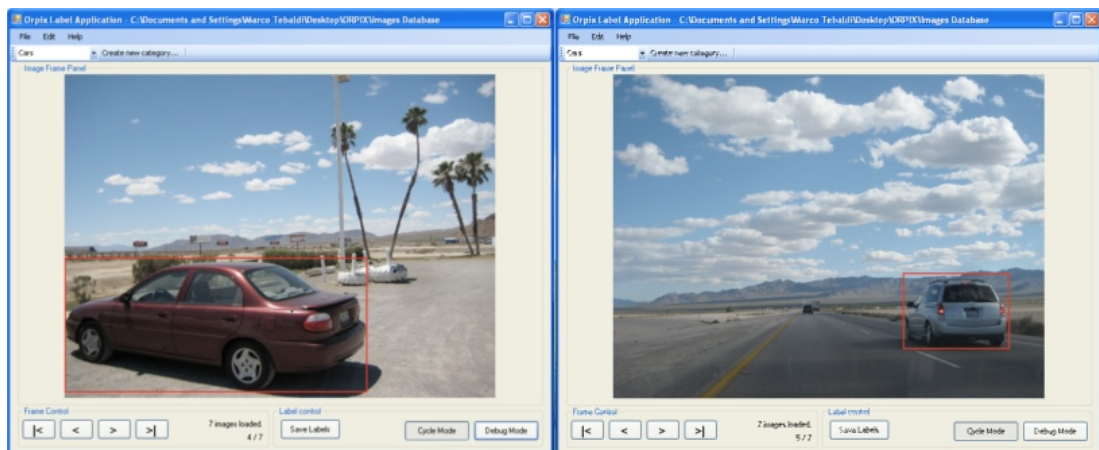 Orpix Label Application - C:\Documents and Settings\Marco Tebaldi\Desktop\ORPIX\Images Database
File Edit Help
Cars Create new category...
Image Frame Panel
Frame Control
|< < > >|
7 images loaded.
4 / 7
Label control
Save Labels
Cycle Mode Debug Mode
Orpix Label Application - C:\Documents and Settings\Marco Tebaldi\Desktop\ORPIX\Images Database
File Edit Help
Cars Create new category...
Image Frame Panel
Frame Control
|< < > >|
7 images loaded.
5 / 7
Label control
Save Labels
Cycle Mode Debug Mode